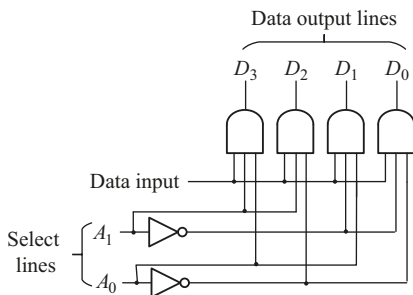 Data output lines
D3 D2 D1 D0
Data input
Select
lines
A1
A0